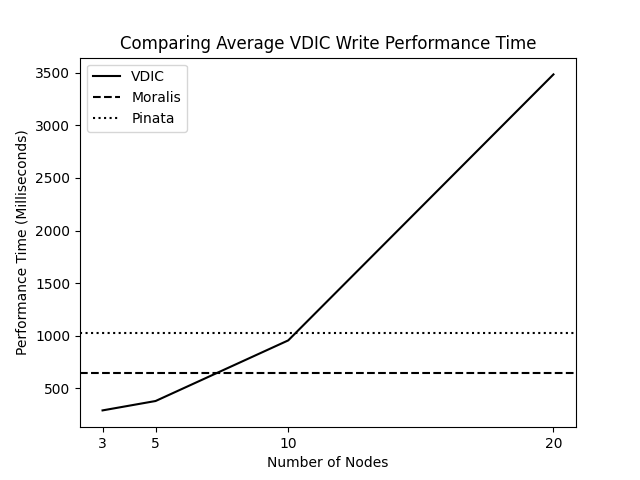 Comparing Average VDIC Write Performance Time
VDIC
Moralis
Pinata
3500
3000
2500
2000
1500
1000
500
Performance Time (Milliseconds)
3 5 10 20
Number of Nodes